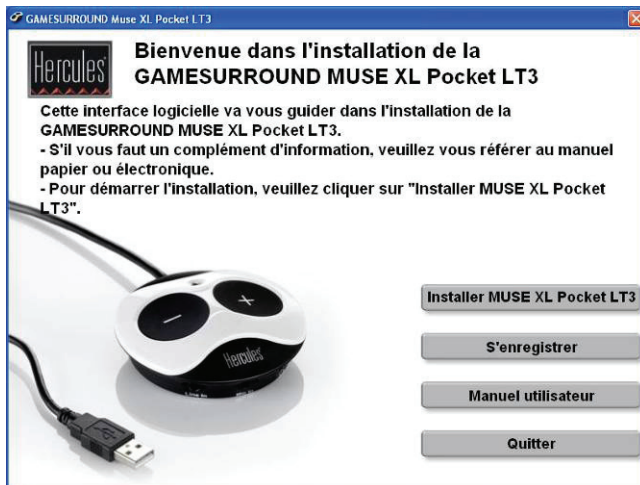 GAMESURROUND Muse XL Pocket LT3
Hercules
Bienvenue dans l'installation de la
GAMESURROUND MUSE XL Pocket LT3
Cette interface logicielle va vous guider dans l'installation de la
GAMESURROUND MUSE XL Pocket LT3.
- S'il vous faut un complément d'information, veuillez vous référer au manuel
papier ou électronique.
- Pour démarrer l'installation, veuillez cliquer sur "Installer MUSE XL Pocket
LT3".
Hercules
Installer MUSE XL Pocket LT3
S'enregistrer
Manuel utilisateur
Quitter